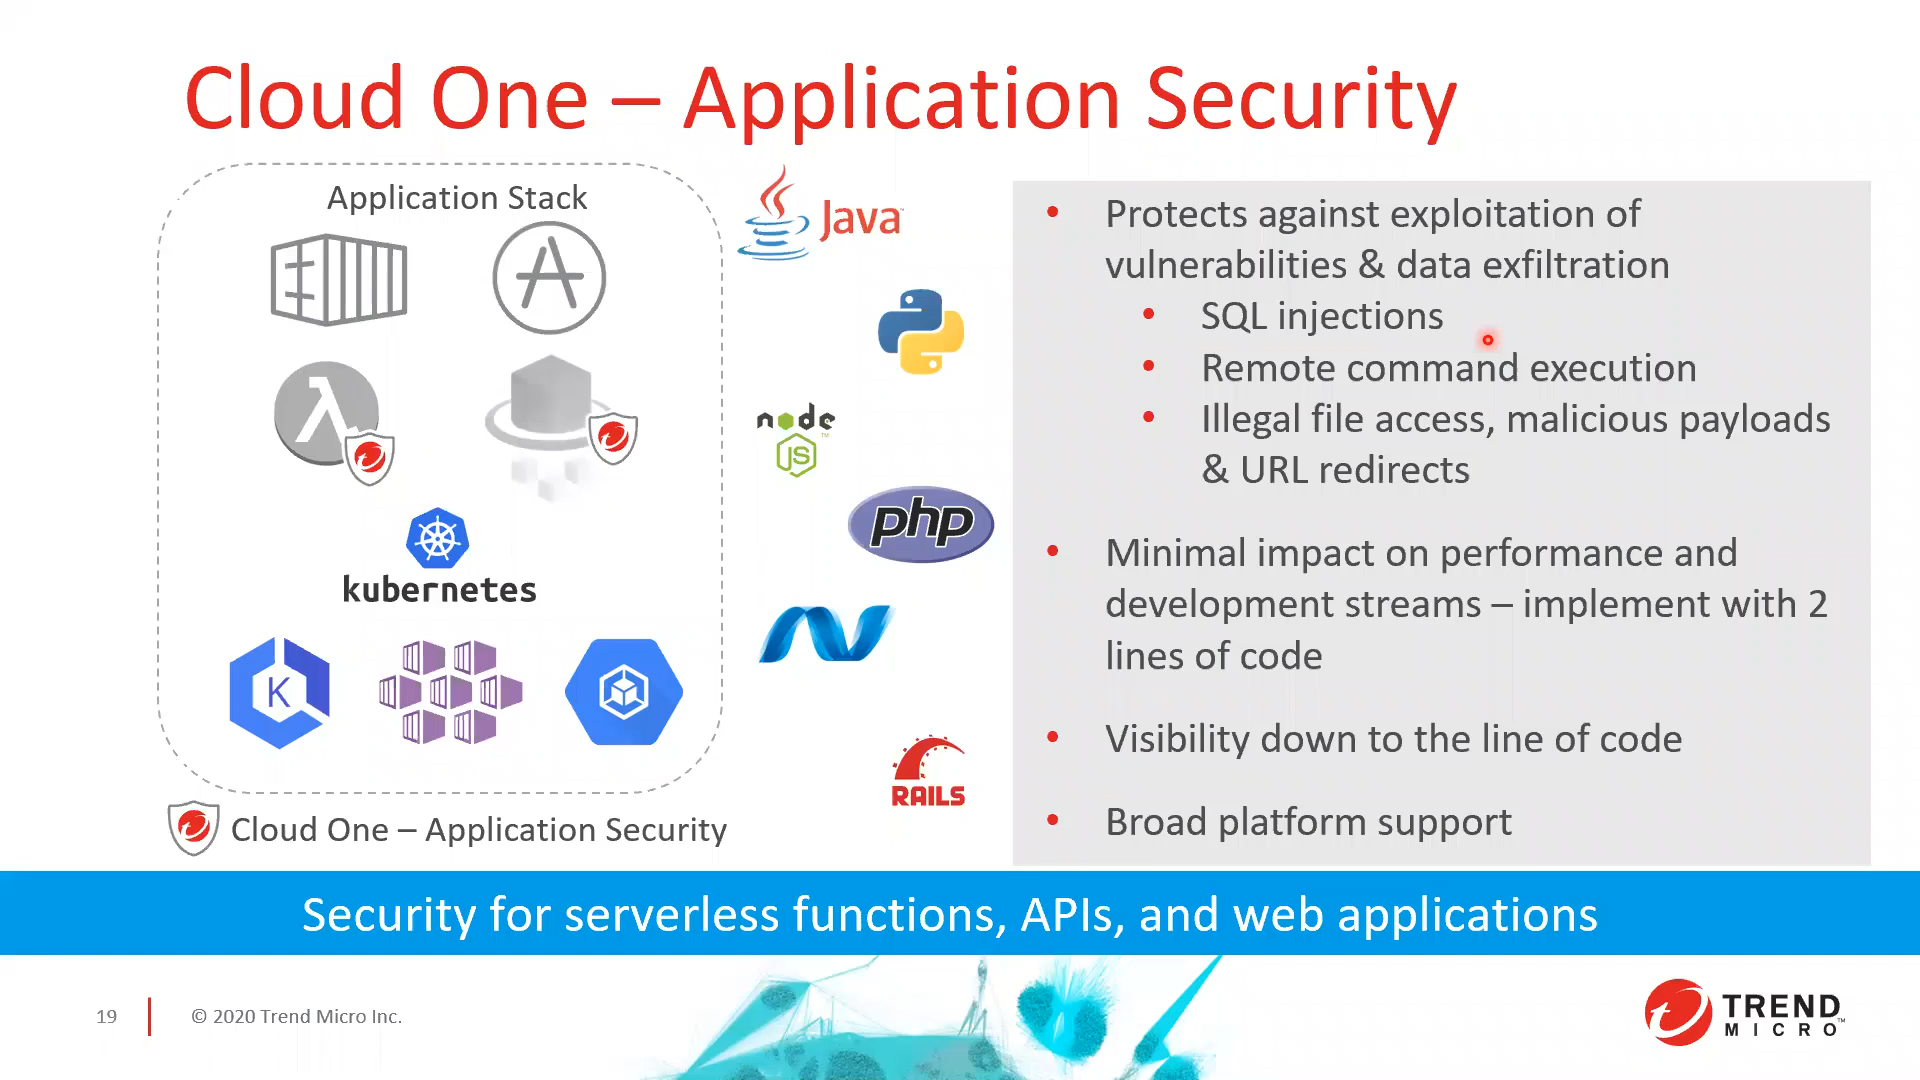 Cloud One – Application Security
Application Stack
kubernetes
K
Cloud One – Application Security
Java
node
JS
php
RAILS
• Protects against exploitation of
vulnerabilities & data exfiltration
• SQL injections
• Remote command execution
• Illegal file access, malicious payloads
& URL redirects
• Minimal impact on performance and
development streams – implement with 2
lines of code
• Visibility down to the line of code
• Broad platform support
Security for serverless functions, APIs, and web applications
19
© 2020 Trend Micro Inc.
TREND
MICRO™